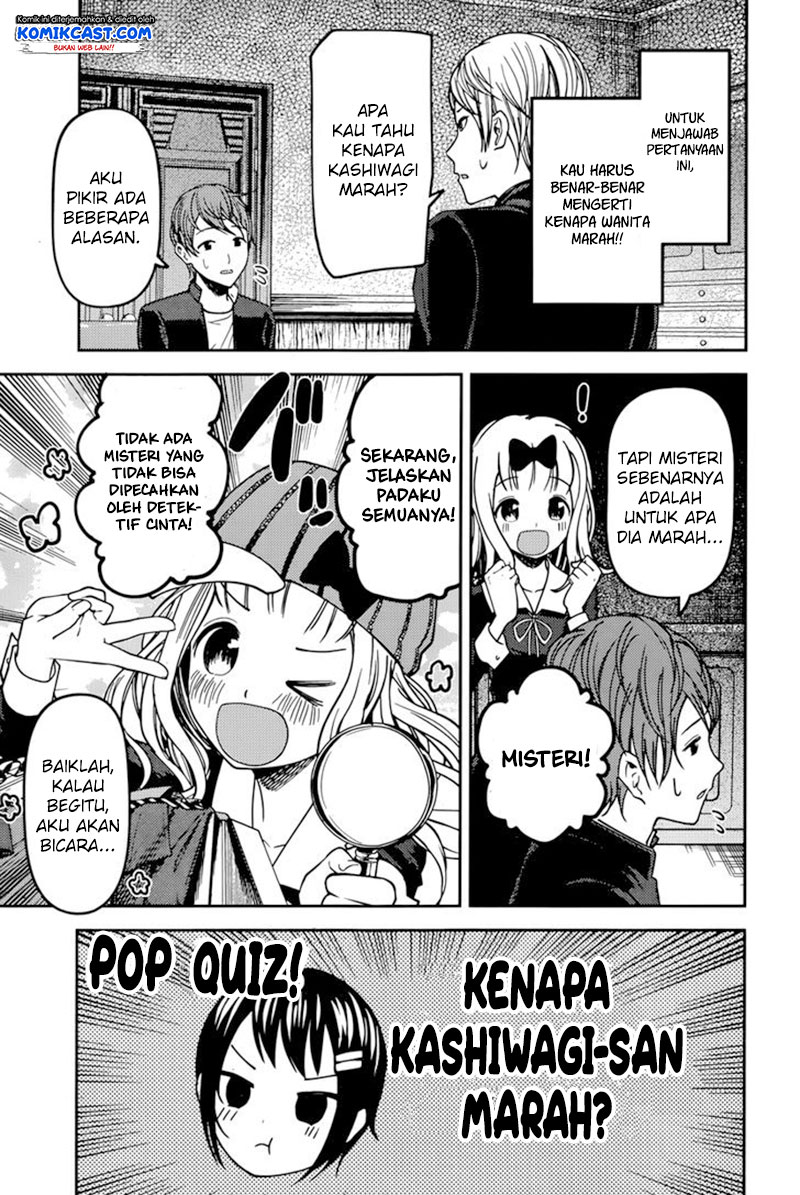 Komik ini diterjemahkan & diedit oleh
KOMIKCAST.COM
BUKAN WEB LAIN!!
UNTUK
MENJAWAB
PERTANYAAN
INI,
KAU HARUS
BENAR-BENAR
MENGERTI
KENAPA WANITA
MARAH!!
APA
KAU TAHU
KENAPA
KASHIWAGI
MARAH?
AKU
PIKIR ADA
BEBERAPA
ALASAN.
!
TAPI MISTERI
SEBENARNYA
ADALAH
UNTUK APA
DIA MARAH...
MISTERI!
SEKARANG,
JELASKAN
PADAKU
SEMUANYA!
TIDAK ADA
MISTERI YANG
TIDAK BISA
DIPECAHKAN
OLEH DETEK-
TIF CINTA!
BAIKLAH,
KALAU
BEGITU,
AKU AKAN
BICARA...
POP QUIZ!
KENAPA
KASHIWAGI-SAN
MARAH?